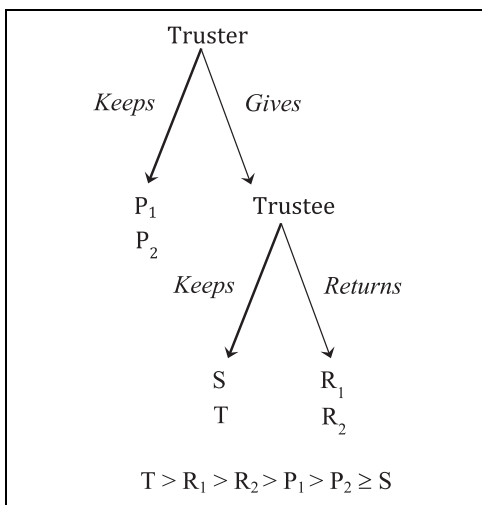 Truster
Keeps Gives
P₁
P₂
Trustee
Keeps Returns
S R₁
T R₂
T > R₁ > R₂ > P₁ > P₂ ≥ S